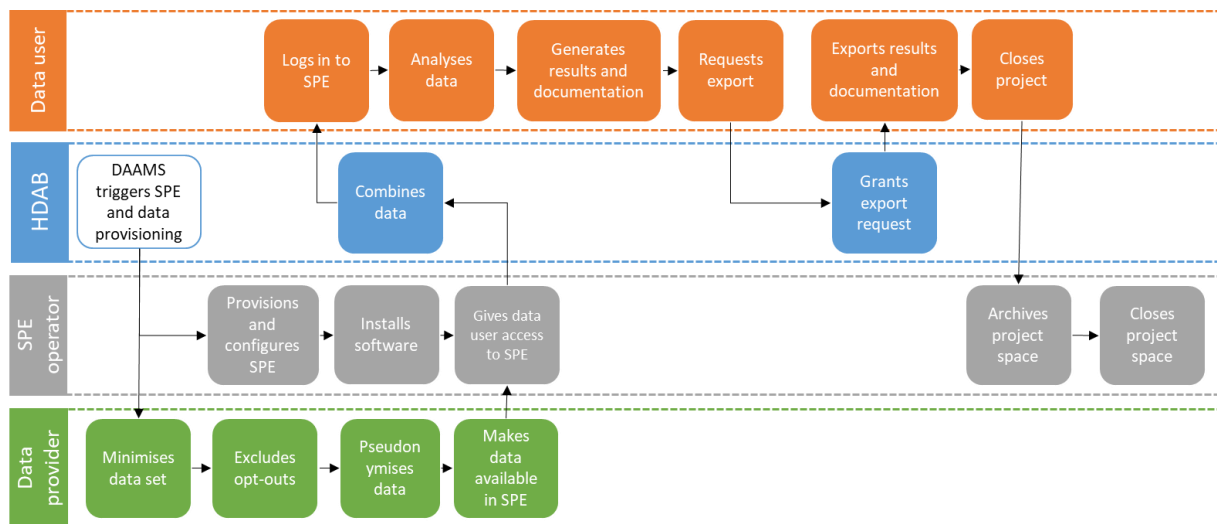 Data user
Logs in to
SPE
Analyses
data
Generates
results and
documentation
Requests
export
Exports results
and
documentation
Closes
project
HDAB
DAAMS
triggers SPE
and data
provisioning
Combines
data
Grants
export
request
SPE
operator
Provisions
and
configures
SPE
Installs
software
Gives data
user access
to SPE
Archives
project
space
Closes
project
space
Data
provider
Minimises
data set
Excludes
opt-outs
Pseudon
ymises
data
Makes
data
available
in SPE